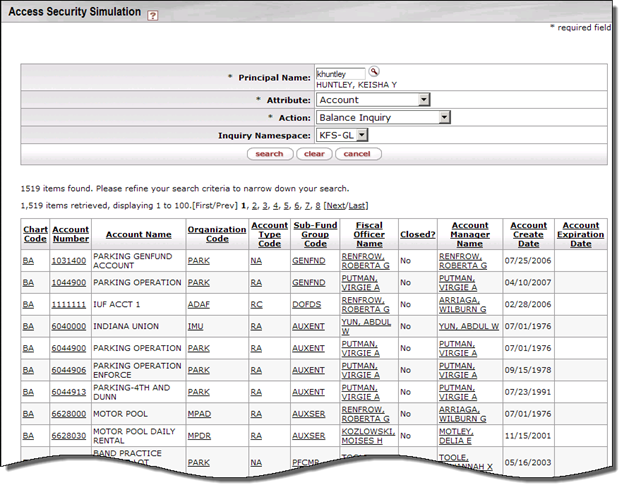 Access Security Simulation ?
* required field
* Principal Name: khuntley
HUNTLEY, KEISHA Y
* Attribute: Account
* Action: Balance Inquiry
Inquiry Namespace: KFS-GL
search clear cancel
1519 items found. Please refine your search criteria to narrow down your search.
1,519 items retrieved, displaying 1 to 100.[First/Prev] 1, 2, 3, 4, 5, 6, 7, 8 [Next/Last]
Chart Code Account Number Account Name Organization Code Account Type Code Sub-Fund Group Code Fiscal Officer Name Closed? Account Manager Name Account Create Date Account Expiration Date
BA 1031400 PARKING GENFUND ACCOUNT PARK NA GENFND RENFROW, ROBERTA G No RENFROW, ROBERTA G 07/25/2006
BA 1044900 PARKING OPERATION PARK RA GENFND PUTMAN, VIRGIE A No PUTMAN, VIRGIE A 04/10/2007
BA 1111111 IUF ACCT 1 ADAF RC DOFDS RENFROW, ROBERTA G No ARRIAGA, WILBURN G 02/28/2006
BA 6040000 INDIANA UNION IMU RA AUXENT YUN, ABDUL W No YUN, ABDUL W 07/01/1976
BA 6044900 PARKING OPERATION PARK RA AUXENT PUTMAN, VIRGIE A No PUTMAN, VIRGIE A 07/01/1976
BA 6044906 PARKING OPERATION ENFORCE PARK RA AUXENT PUTMAN, VIRGIE A No PUTMAN, VIRGIE A 09/15/1978
BA 6044913 PARKING-4TH AND DUNN PARK RA AUXENT PUTMAN, VIRGIE A No PUTMAN, VIRGIE A 07/23/1991
BA 6628000 MOTOR POOL MPAD RA AUXSER RENFROW, ROBERTA G No ARRIAGA, WILBURN G 07/01/1976
BA 6628030 MOTOR POOL DAILY RENTAL MPDR RA AUXSER KOZLOWSKI, MOISES H No MOTLEY, DELIA E 11/15/2001
BAND PRACTICE PARK NA PFCMR TOOLE, 05/16/2003